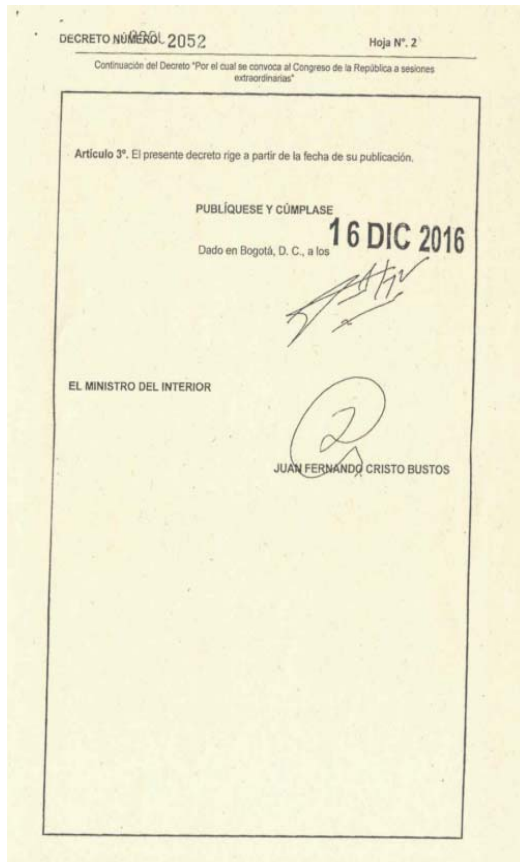 DECRETO NÚMERO 2052 Hoja N°. 2
Continuación del Decreto "Por el cual se convoca al Congreso de la República a sesiones
extraordinarias"
Artículo 3º. El presente decreto rige a partir de la fecha de su publicación.
PUBLÍQUESE Y CÚMPLASE
Dado en Bogotá, D. C., a los 16 DIC 2016
EL MINISTRO DEL INTERIOR
JUAN FERNANDO CRISTO BUSTOS